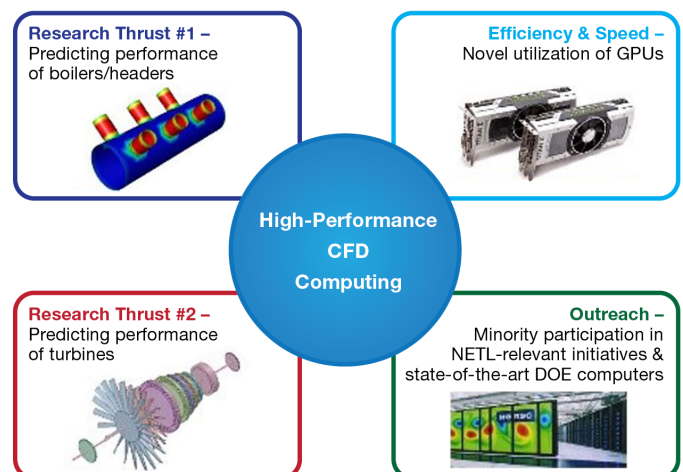 Research Thrust #1 –
Predicting performance
of boilers/headers
Efficiency & Speed –
Novel utilization of GPUs
TITAN Z
TITAN Z
High-Performance
CFD
Computing
Research Thrust #2 –
Predicting performance
of turbines
Outreach –
Minority participation in
NETL-relevant initiatives &
state-of-the-art DOE computers